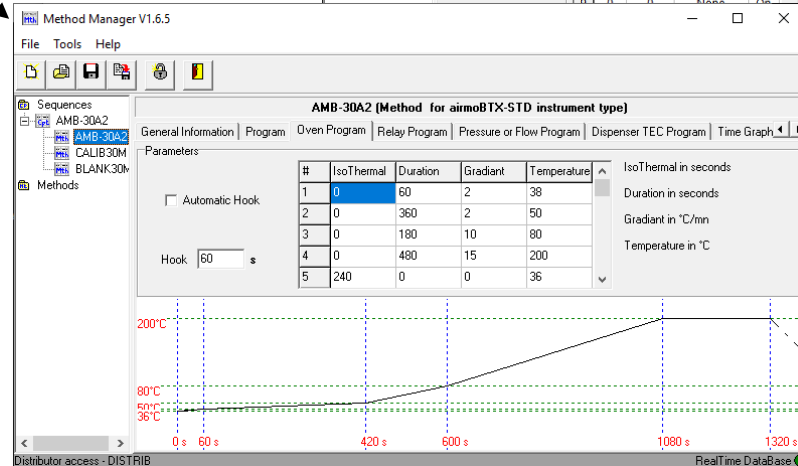 Method Manager V1.6.5
File Tools Help
Sequences
AMB-30A2
AMB-30A2
CALIB30M
BLANK30
Methods
AMB-30A2 (Method for airmoBTX-STD instrument type)
General Information Program Oven Program Relay Program Pressure or Flow Program Dispenser TEC Program Time Graph
Parameters
Automatic Hook
Hook 60 s
# IsoThermal Duration Gradiant Temperature
1 0 60 2 38
2 0 360 2 50
3 0 180 10 80
4 0 480 15 200
5 240 0 0 36
IsoThermal in seconds
Duration in seconds
Gradiant in °C/mn
Temperature in °C
200°C
80°C
50°C
36°C
0 s 60 s 420 s 600 s 1080 s 1320 s
Distributor access - DISTRIB RealTime DataBase